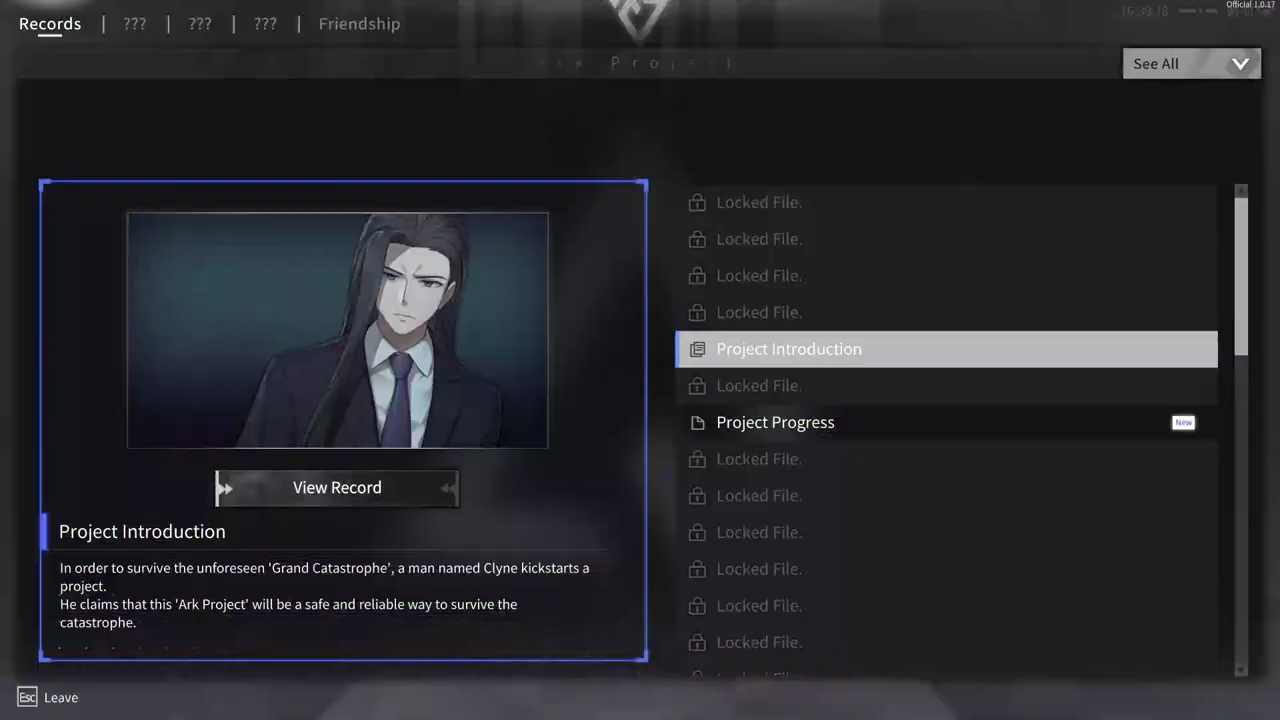 Official 1.0.17
Records | ??? | ??? | ??? | Friendship
See All
Locked File.
Locked File.
Locked File.
Locked File.
Project Introduction
Locked File.
Project Progress New
Locked File.
Locked File.
Locked File.
Locked File.
Locked File.
Locked File.
View Record
Project Introduction
In order to survive the unforeseen 'Grand Catastrophe', a man named Clyne kickstarts a
project.
He claims that this 'Ark Project' will be a safe and reliable way to survive the
catastrophe.
Esc Leave